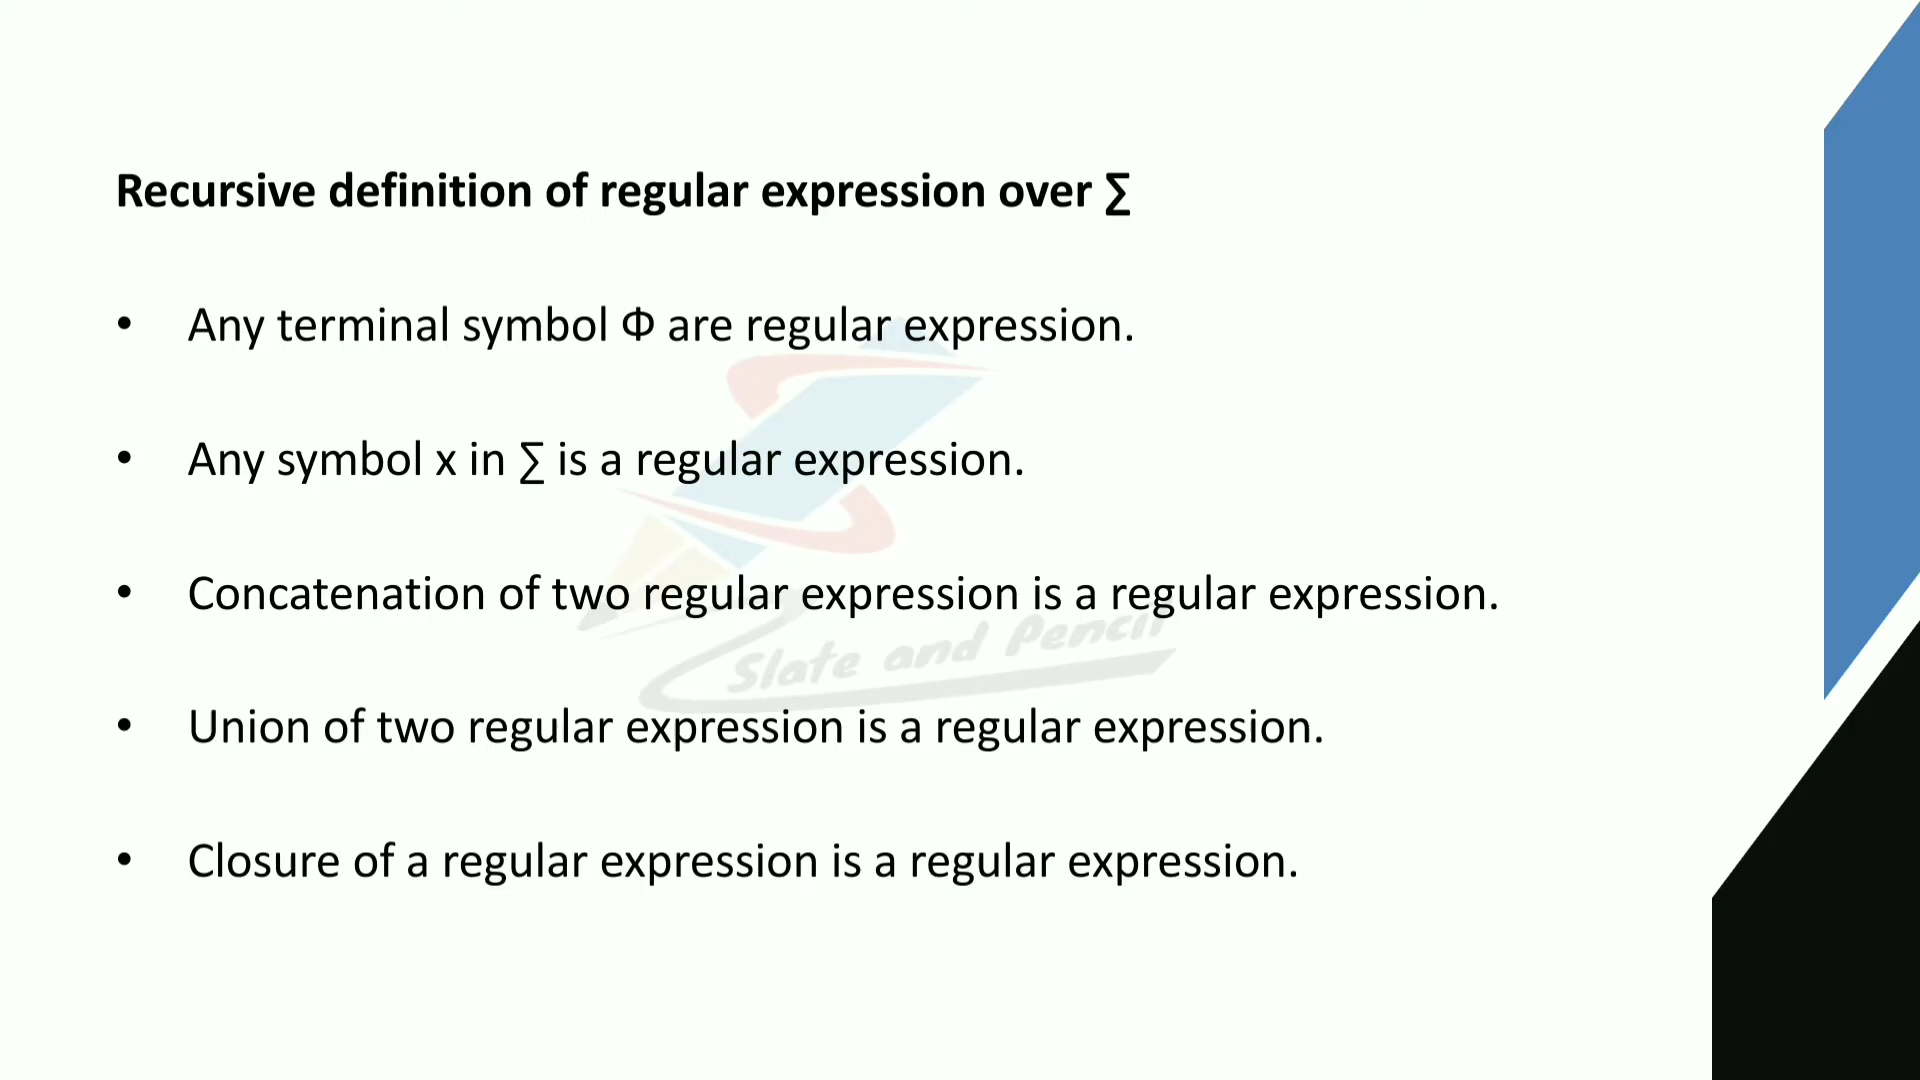 Recursive definition of regular expression over ∑
• Any terminal symbol Φ are regular expression.
• Any symbol x in ∑ is a regular expression.
• Concatenation of two regular expression is a regular expression.
Slate and Pencil
• Union of two regular expression is a regular expression.
• Closure of a regular expression is a regular expression.